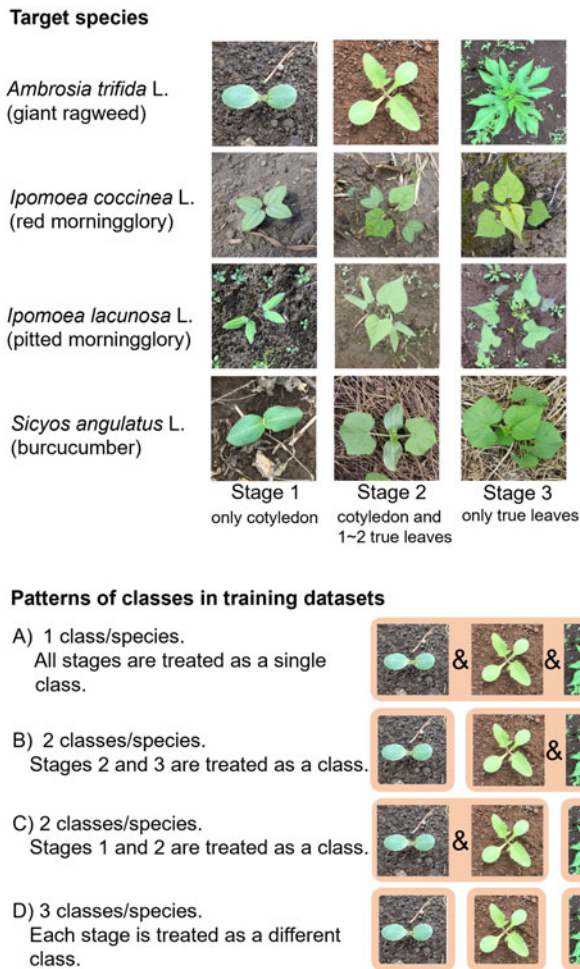 Target species
Ambrosia trifida L.
(giant ragweed)
Ipomoea coccinea L.
(red morningglory)
Ipomoea lacunosa L.
(pitted morningglory)
Sicyos angulatus L.
(burcucumber)
Stage 1 Stage 2 Stage 3
only cotyledon cotyledon and only true leaves
1~2 true leaves
Patterns of classes in training datasets
A) 1 class/species.
All stages are treated as a single
class.
& &
B) 2 classes/species.
Stages 2 and 3 are treated as a class.
&
C) 2 classes/species.
Stages 1 and 2 are treated as a class.
&
D) 3 classes/species.
Each stage is treated as a different
class.